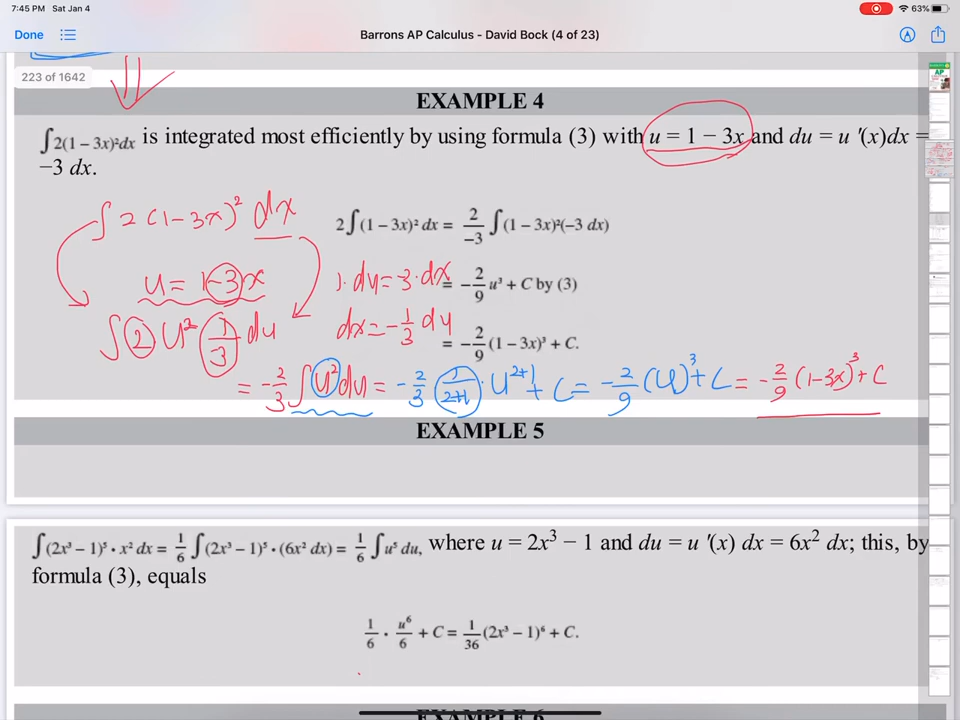 7:45 PM Sat Jan 4
63%
Done
Barrons AP Calculus - David Bock (4 of 23)
223 of 1642
EXAMPLE 4
∫2(1 – 3x)²dx is integrated most efficiently by using formula (3) with u = 1 − 3x and du = u ′(x)dx =
−3 dx.
∫ 2 (1-3x)² dx
2∫(1 – 3x)² dx = 2/-3 ∫(1 – 3x)²(–3 dx)
u = 1-3x
1·du = -3·dx
= –2/9 u³ + C by (3)
∫ 2 u² 1/3 du
dx = -1/3 du
= –2/9 (1 – 3x)³ + C.
= -2/3 ∫ u² du = -2/3 · 1/2+1 · u²⁺¹ + C = -2/9 (u)³ + C = -2/9 (1-3x)³ + C
EXAMPLE 5
∫(2x³ – 1)⁵ • x² dx = 1/6 ∫(2x³ – 1)⁵ • (6x² dx) = 1/6 ∫u⁵ du, where u = 2x³ − 1 and du = u ′(x) dx = 6x² dx; this, by
formula (3), equals
1/6 • u⁶/6 + C = 1/36 (2x³ – 1)⁶ + C.